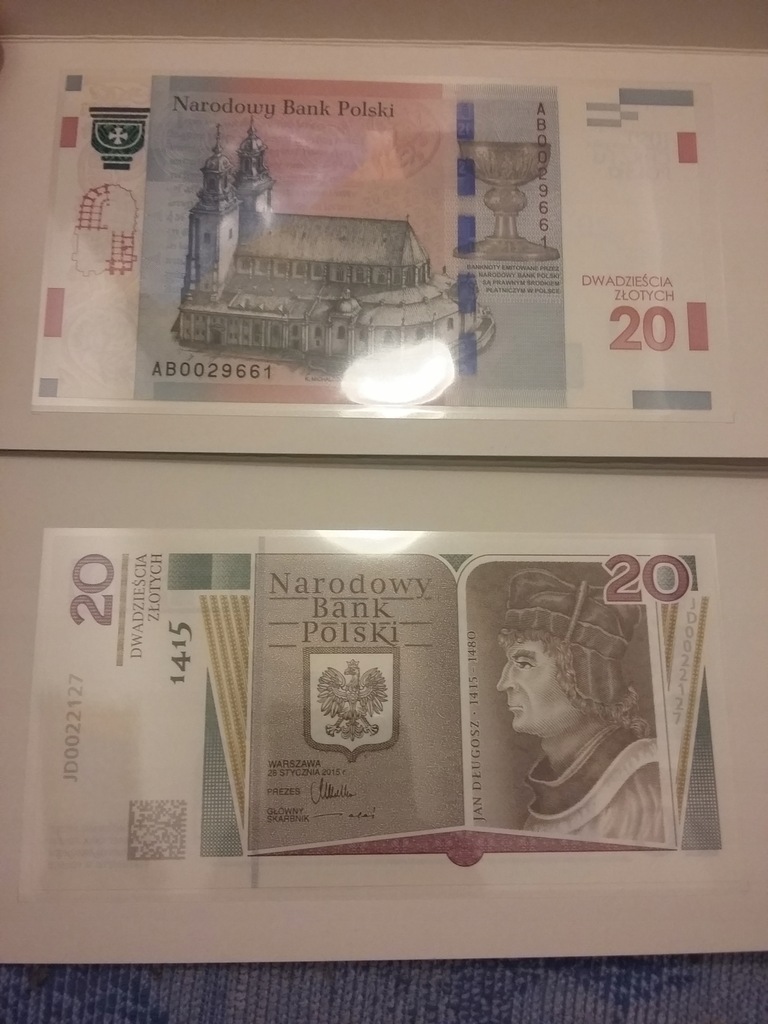 Narodowy Bank Polski
AB0029661
BANKNOTY EMITOWANE PRZEZ
NARODOWY BANK POLSKI
SĄ PRAWNYM ŚRODKIEM
PŁATNICZYM W POLSCE
DWADZIEŚCIA
ZŁOTYCH
20
AB0029661
20
DWADZIEŚCIA
ZŁOTYCH
1415
JD0022127
Narodowy
Bank
Polski
WARSZAWA
28 STYCZNIA 2015 r.
PREZES
GŁÓWNY
SKARBNIK
JAN DŁUGOSZ · 1415 - 1480
20
JD0022127